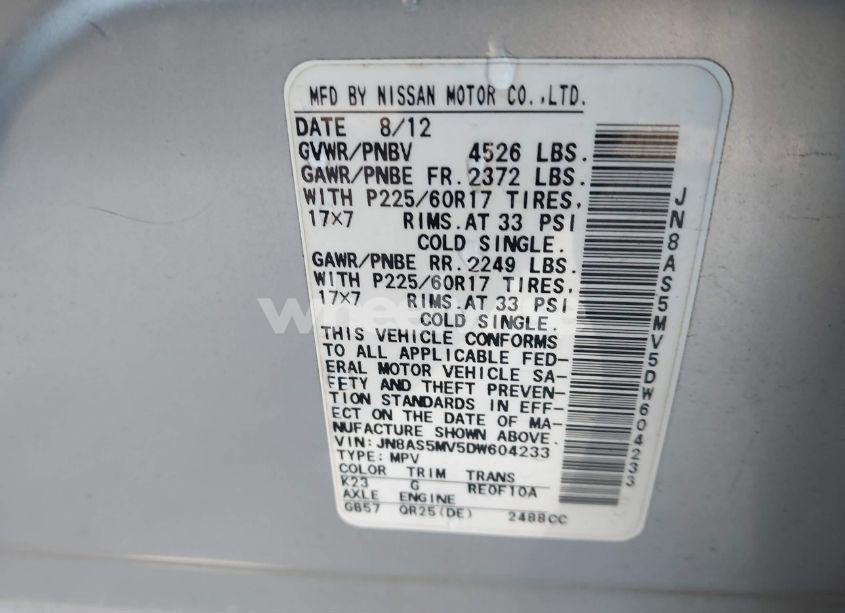 MFD BY NISSAN MOTOR CO.,LTD.
DATE 8/12
GVWR/PNBV 4526 LBS.
GAWR/PNBE FR. 2372 LBS.
WITH P225/60R17 TIRES,
17×7 RIMS.AT 33 PSI
COLD SINGLE.
GAWR/PNBE RR. 2249 LBS.
WITH P225/60R17 TIRES,
17×7 RIMS.AT 33 PSI
COLD SINGLE.
THIS VEHICLE CONFORMS
TO ALL APPLICABLE FED-
ERAL MOTOR VEHICLE SA-
FETY AND THEFT PREVEN-
TION STANDARDS IN EFF-
ECT ON THE DATE OF MA-
NUFACTURE SHOWN ABOVE.
VIN: JN8AS5MV5DW604233
TYPE: MPV
COLOR TRIM TRANS
K23 G RE0F10A
AXLE ENGINE
GB57 QR25(DE) 2488CC
JN8AS5MV5DW604233